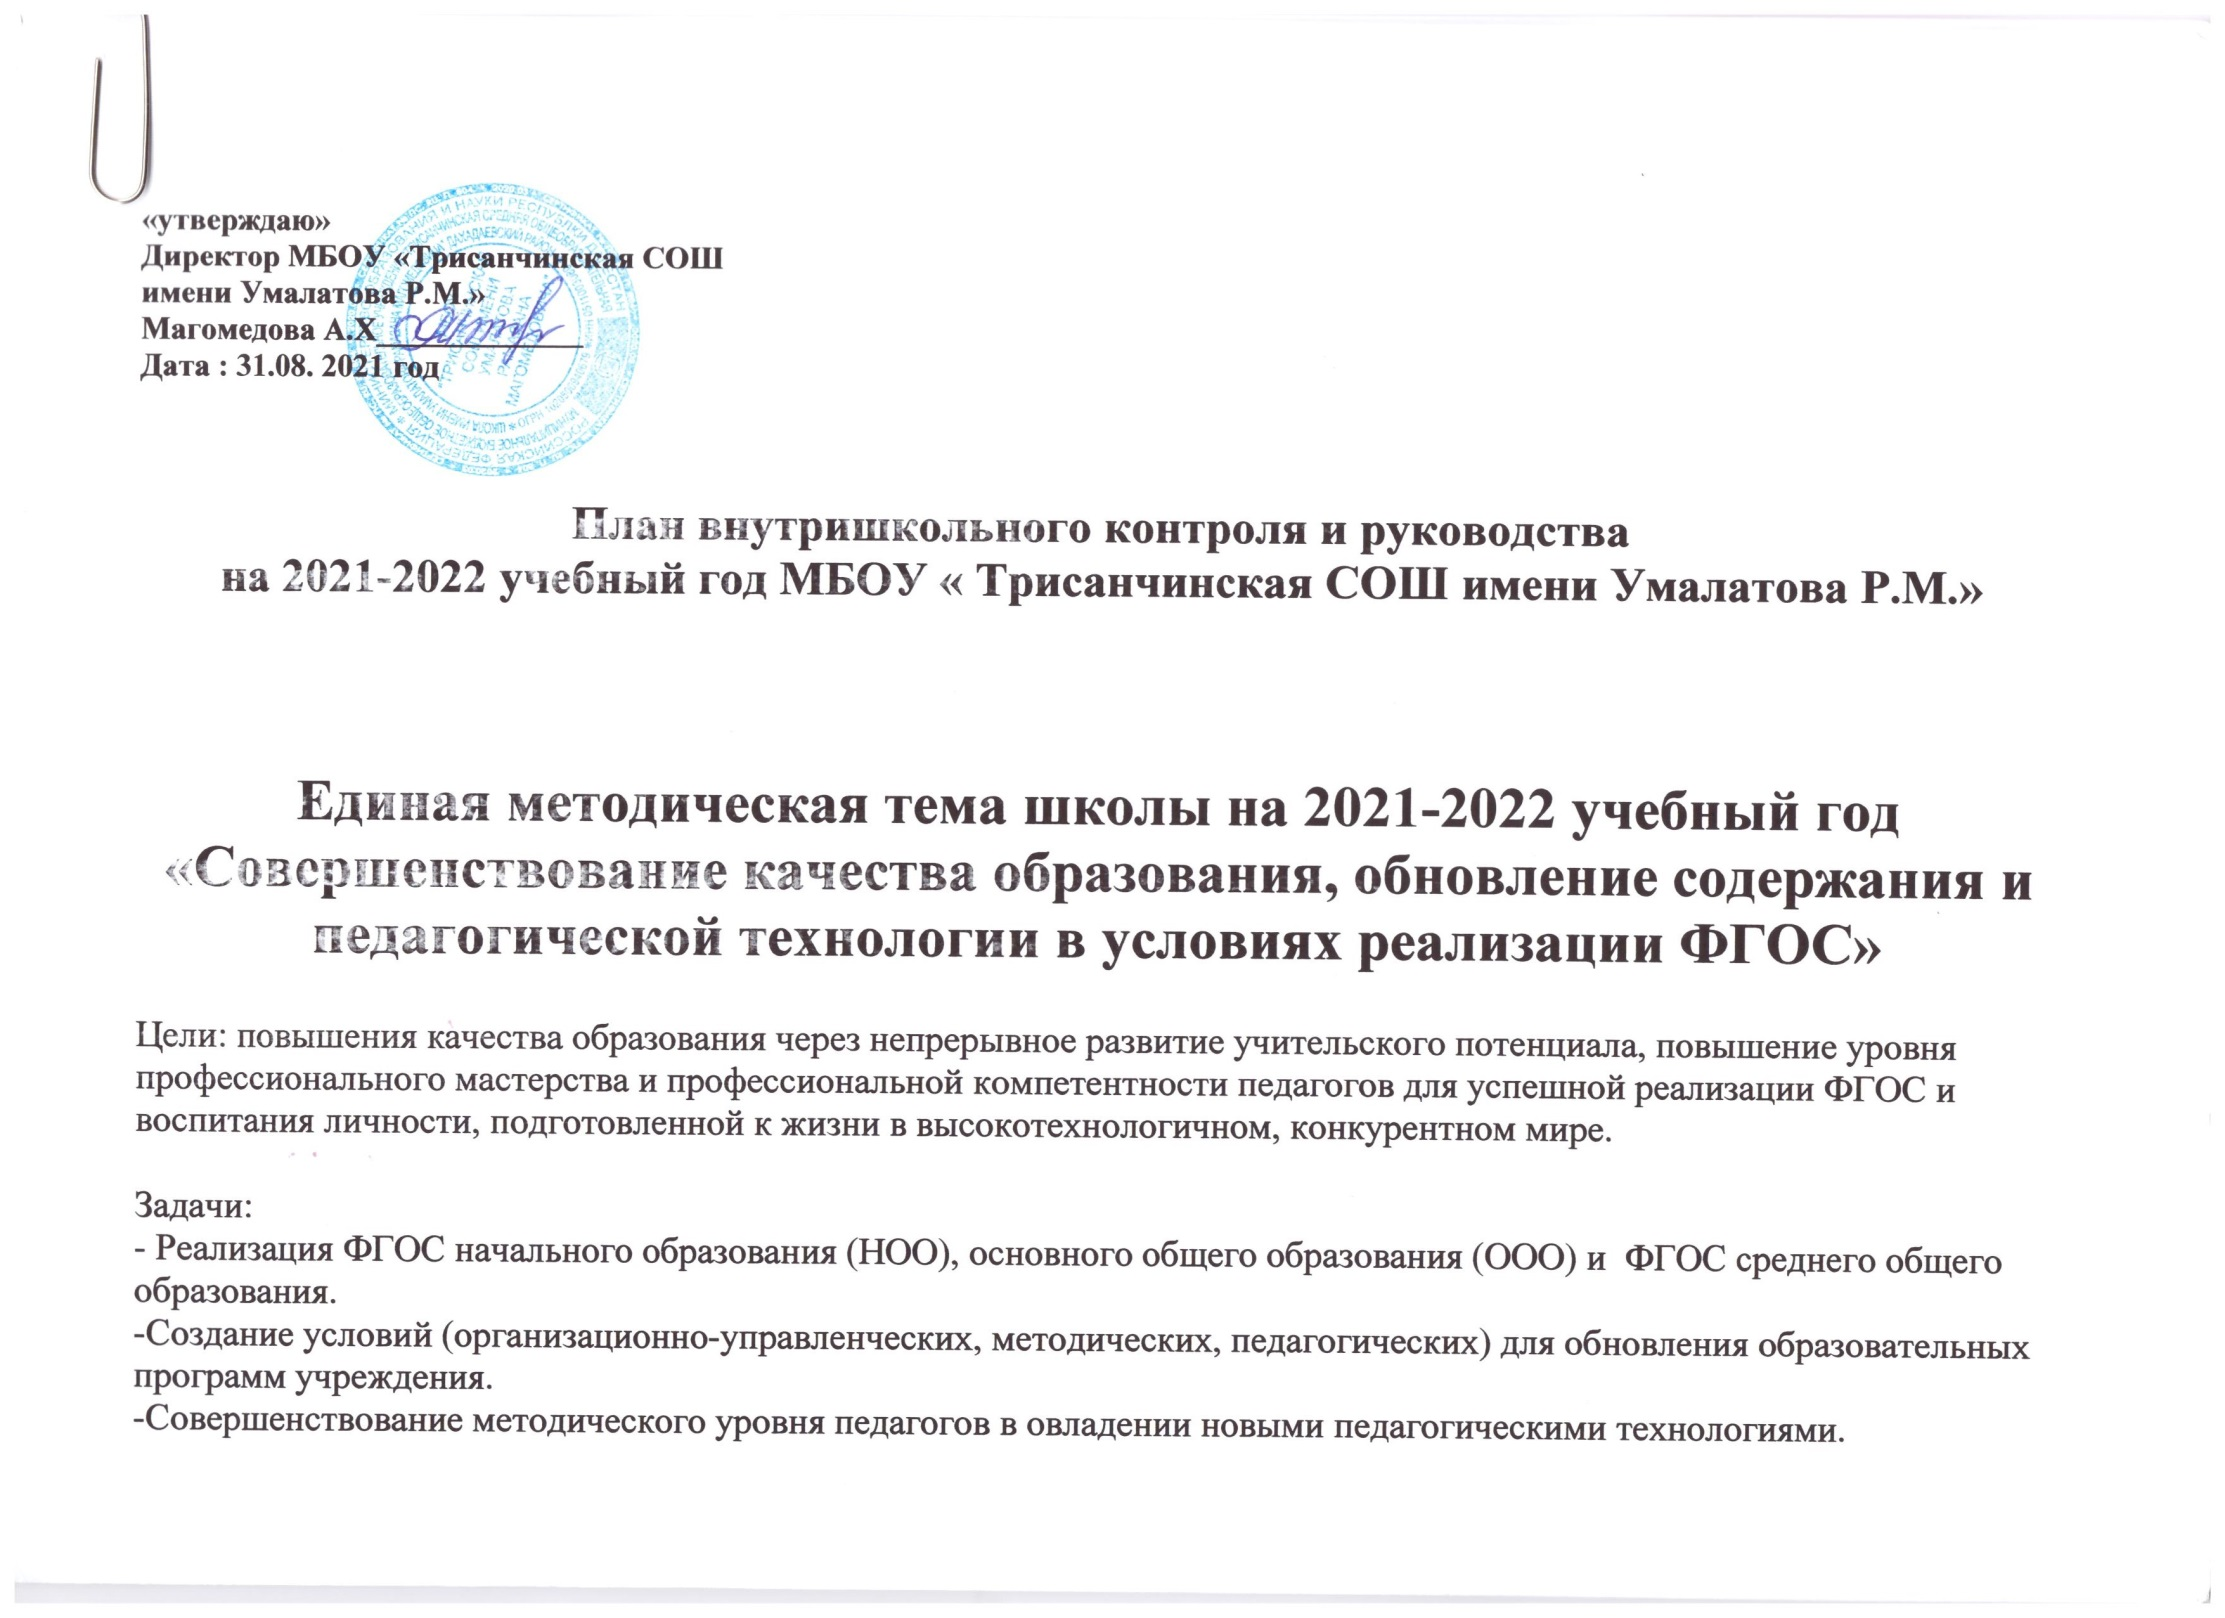 «утверждаю»
Директор МБОУ «Трисанчинская СОШ
имени Умалатова Р.М.»
Магомедова А.Х
Дата : 31.08. 2021 год
План внутришкольного контроля и руководства
на 2021-2022 учебный год МБОУ « Трисанчинская СОШ имени Умалатова Р.М.»
Единая методическая тема школы на 2021-2022 учебный год
«Совершенствование качества образования, обновление содержания и
педагогической технологии в условиях реализации ФГОС»
Цели: повышения качества образования через непрерывное развитие учительского потенциала, повышение уровня
профессионального мастерства и профессиональной компетентности педагогов для успешной реализации ФГОС и
воспитания личности, подготовленной к жизни в высокотехнологичном, конкурентном мире.
Задачи:
- Реализация ФГОС начального образования (НОО), основного общего образования (ООО) и  ФГОС среднего общего
образования.
-Создание условий (организационно-управленческих, методических, педагогических) для обновления образовательных
программ учреждения.
-Совершенствование методического уровня педагогов в овладении новыми педагогическими технологиями.